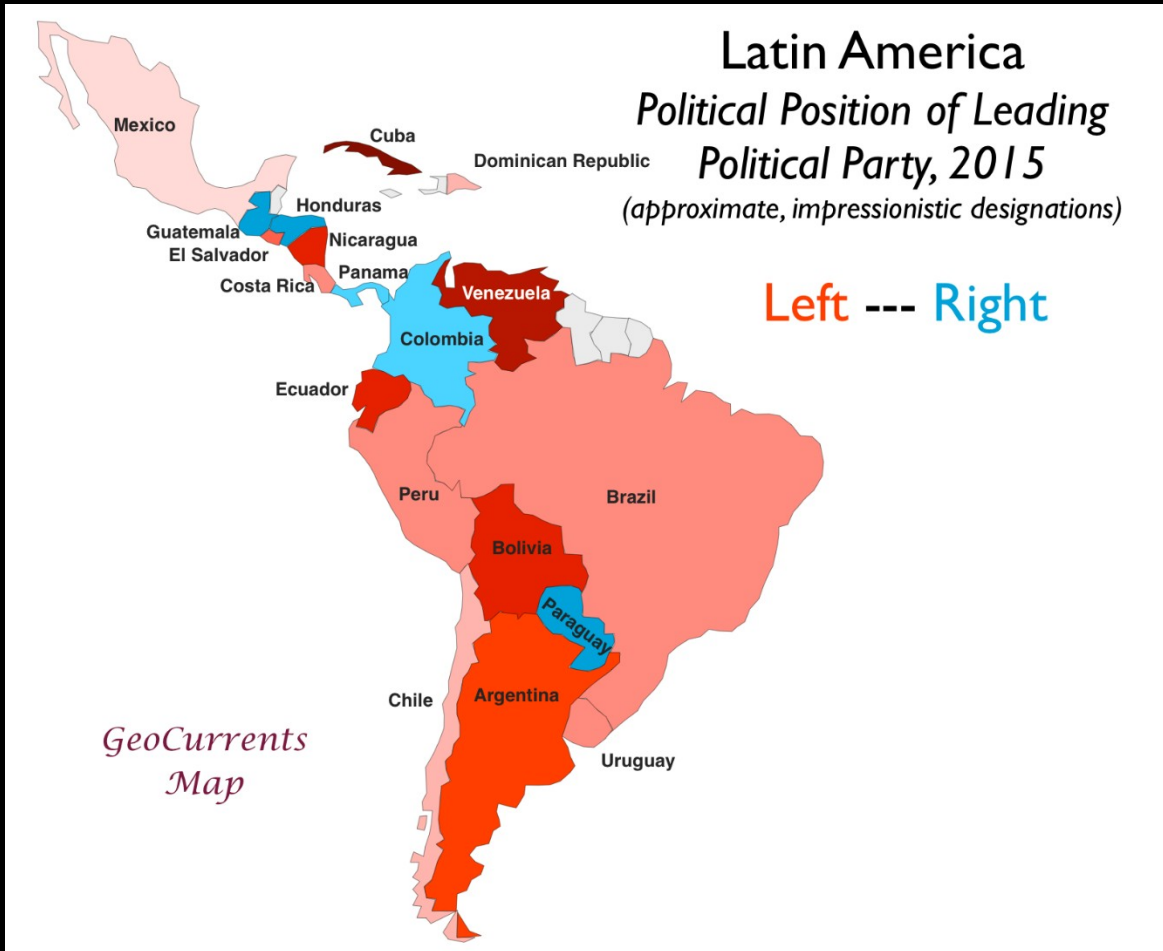 Latin America
Political Position of Leading
Political Party, 2015
(approximate, impressionistic designations)
Left --- Right
Mexico
Cuba
Dominican Republic
Honduras
Guatemala
Nicaragua
El Salvador
Panama
Costa Rica
Venezuela
Colombia
Ecuador
Peru
Brazil
Bolivia
Paraguay
Chile
Argentina
Uruguay
GeoCurrents
Map